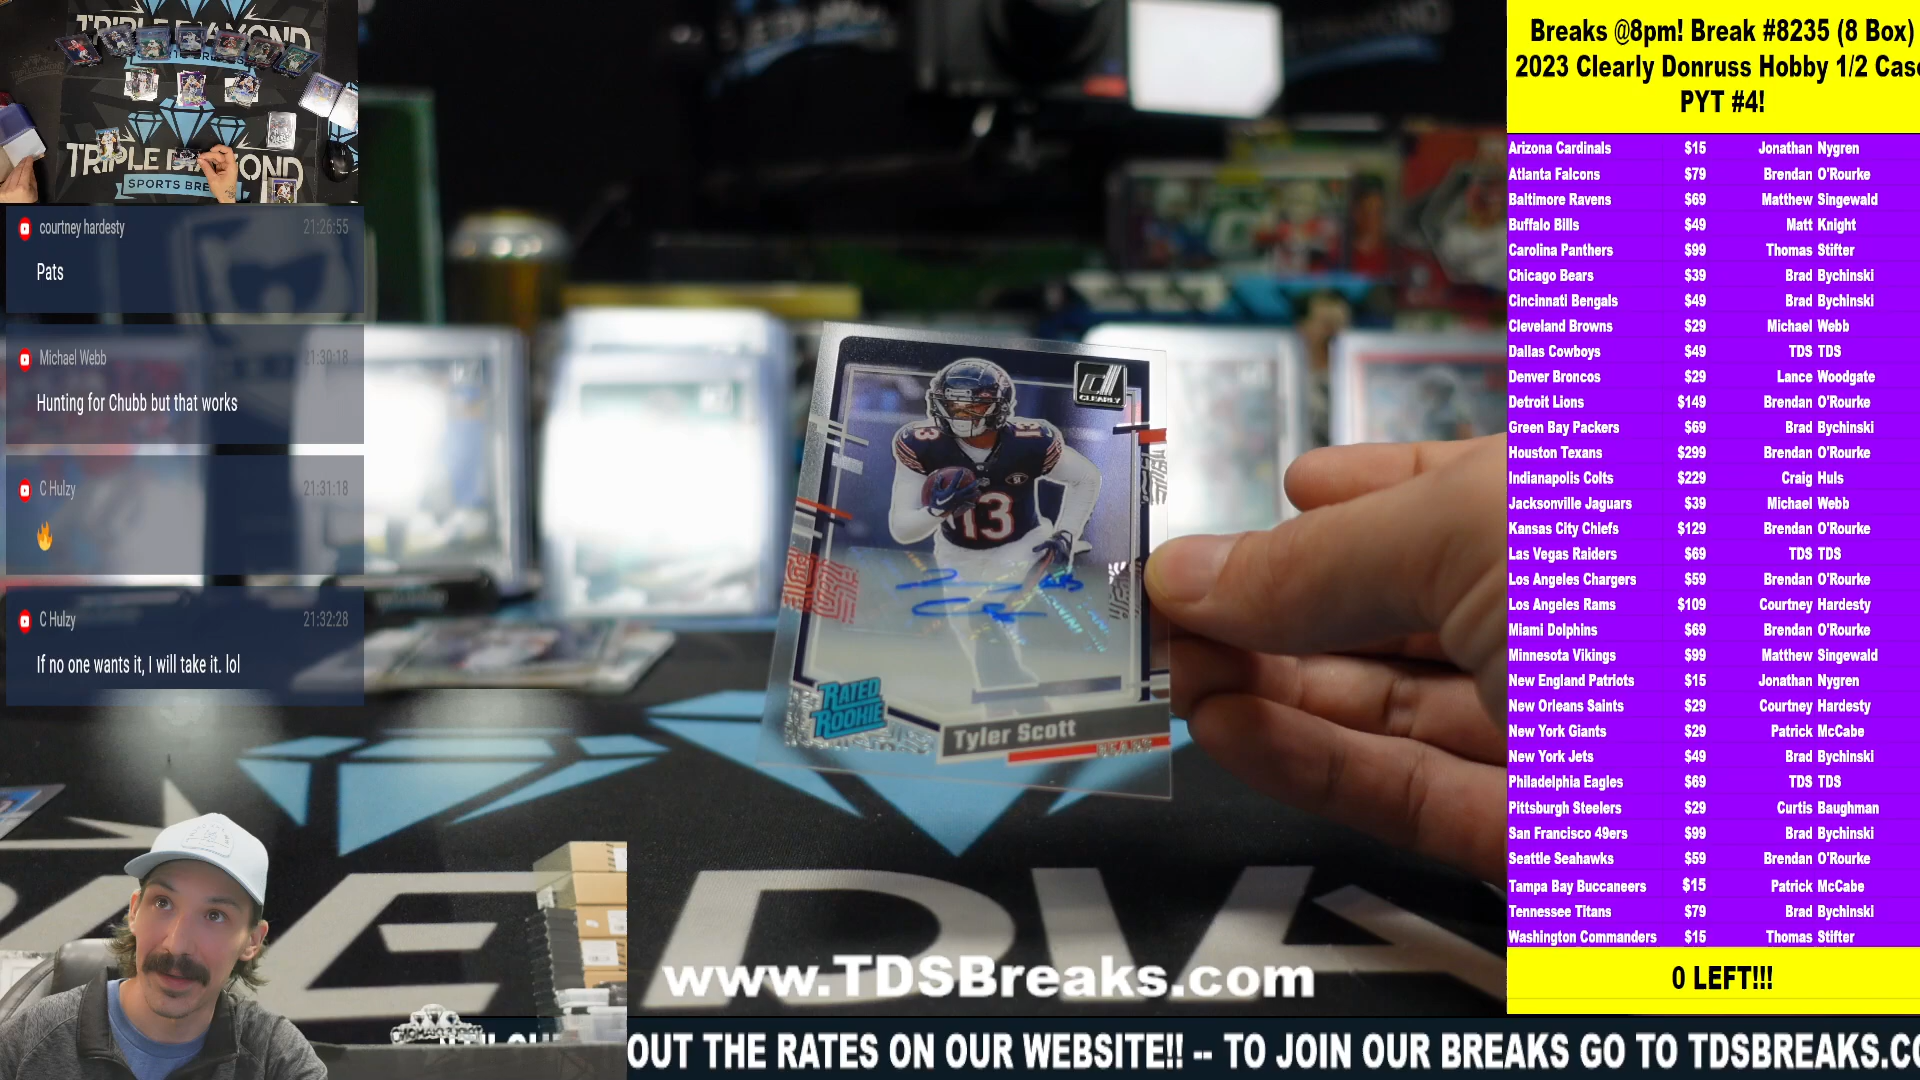 TRIPLE DIAMOND
SPORTS BREAKS
TRIPLE DIAMOND
SPORTS BRE
courtney hardesty 21:26:55
Pats
Michael Webb 21:30:18
Hunting for Chubb but that works
C Hulzy 21:31:18
🔥
C Hulzy 21:32:28
If no one wants it, I will take it. lol
CLEARLY
13
13
13
RATED
ROOKIE
Tyler Scott
BEARS
www.TDSBreaks.com
OUT THE RATES ON OUR WEBSITE!! -- TO JOIN OUR BREAKS GO TO TDSBREAKS.CO
Breaks @8pm! Break #8235 (8 Box)
2023 Clearly Donruss Hobby 1/2 Case
PYT #4!
Arizona Cardinals $15 Jonathan Nygren
Atlanta Falcons $79 Brendan O'Rourke
Baltimore Ravens $69 Matthew Singewald
Buffalo Bills $49 Matt Knight
Carolina Panthers $99 Thomas Stifter
Chicago Bears $39 Brad Bychinski
Cincinnati Bengals $49 Brad Bychinski
Cleveland Browns $29 Michael Webb
Dallas Cowboys $49 TDS TDS
Denver Broncos $29 Lance Woodgate
Detroit Lions $149 Brendan O'Rourke
Green Bay Packers $69 Brad Bychinski
Houston Texans $299 Brendan O'Rourke
Indianapolis Colts $229 Craig Huls
Jacksonville Jaguars $39 Michael Webb
Kansas City Chiefs $129 Brendan O'Rourke
Las Vegas Raiders $69 TDS TDS
Los Angeles Chargers $59 Brendan O'Rourke
Los Angeles Rams $109 Courtney Hardesty
Miami Dolphins $69 Brendan O'Rourke
Minnesota Vikings $99 Matthew Singewald
New England Patriots $15 Jonathan Nygren
New Orleans Saints $29 Courtney Hardesty
New York Giants $29 Patrick McCabe
New York Jets $49 Brad Bychinski
Philadelphia Eagles $69 TDS TDS
Pittsburgh Steelers $29 Curtis Baughman
San Francisco 49ers $99 Brad Bychinski
Seattle Seahawks $59 Brendan O'Rourke
Tampa Bay Buccaneers $15 Patrick McCabe
Tennessee Titans $79 Brad Bychinski
Washington Commanders $15 Thomas Stifter
0 LEFT!!!